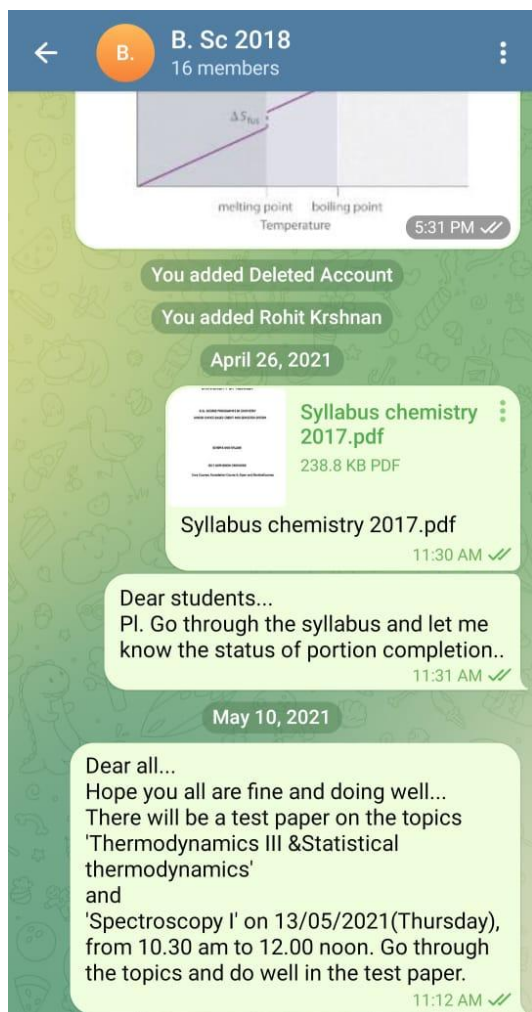 B. Sc 2018
B.
16 members
ΔSfus
melting point boiling point
Temperature
5:31 PM
You added Deleted Account
You added Rohit Krshnan
April 26, 2021
Syllabus chemistry
2017.pdf
238.8 KB PDF
Syllabus chemistry 2017.pdf
11:30 AM
Dear students...
Pl. Go through the syllabus and let me
know the status of portion completion..
11:31 AM
May 10, 2021
Dear all...
Hope you all are fine and doing well...
There will be a test paper on the topics
'Thermodynamics III &Statistical
thermodynamics'
and
'Spectroscopy I' on 13/05/2021(Thursday),
from 10.30 am to 12.00 noon. Go through
the topics and do well in the test paper.
11:12 AM